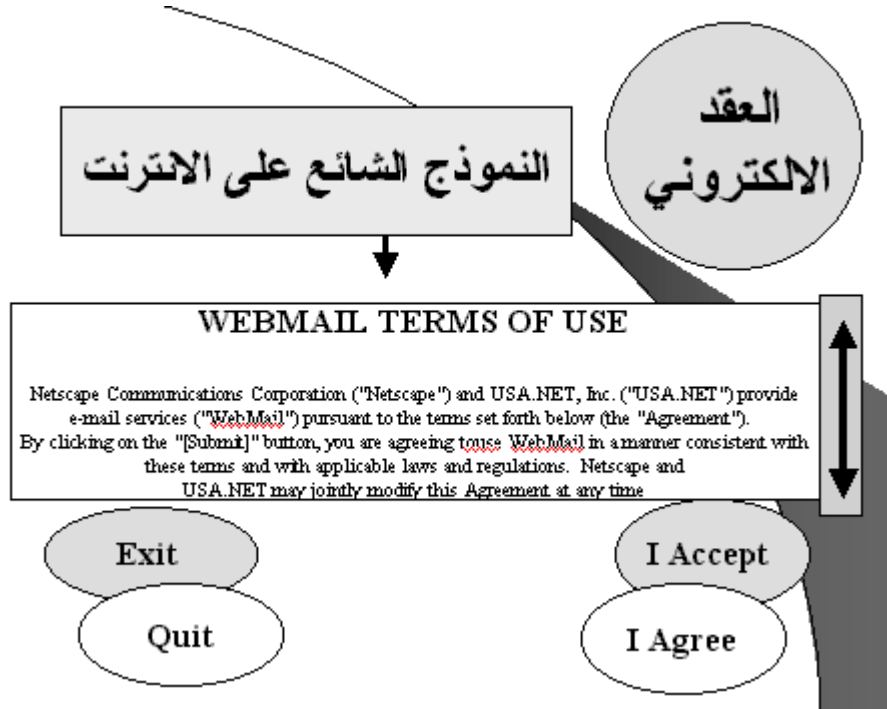 العقد
الالكتروني
النموذج الشائع على الانترنت
WEBMAIL TERMS OF USE
Netscape Communications Corporation ("Netscape") and USA.NET, Inc. ("USA.NET") provide
e-mail services ("WebMail") pursuant to the terms set forth below (the "Agreement").
By clicking on the "[Submit]" button, you are agreeing touse WebMail in a manner consistent with
these terms and with applicable laws and regulations. Netscape and
USA.NET may jointly modify this Agreement at any time
Exit
I Accept
Quit
I Agree